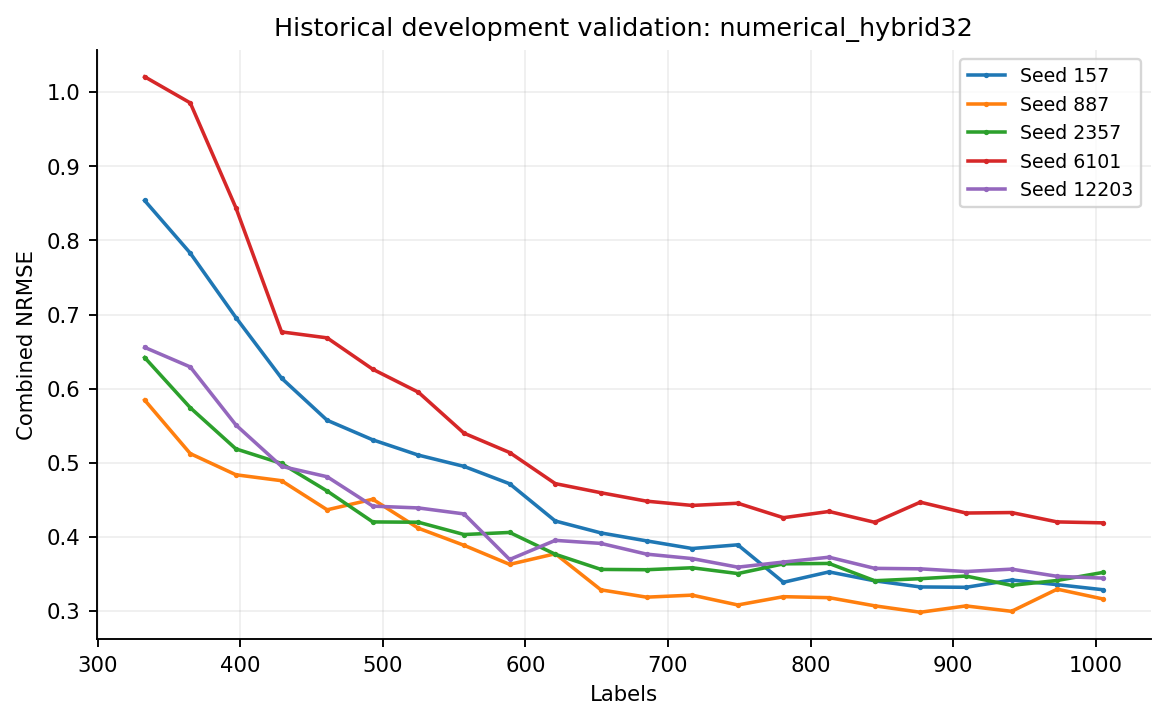 Historical development validation: numerical_hybrid32
Combined NRMSE
1.0
0.9
0.8
0.7
0.6
0.5
0.4
0.3
Seed 157
Seed 887
Seed 2357
Seed 6101
Seed 12203
300 400 500 600 700 800 900 1000
Labels